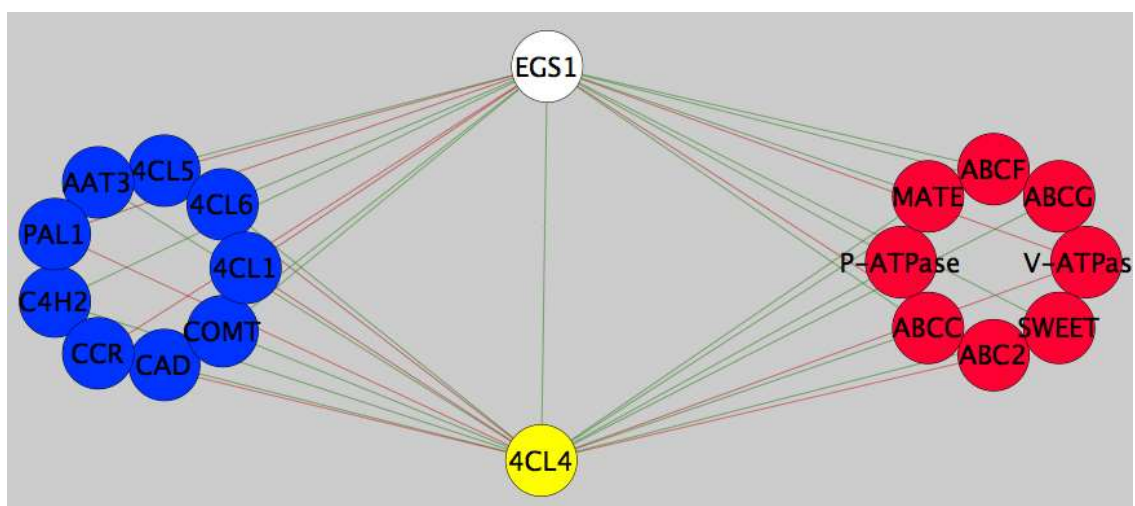 EGS1
4CL5
AAT3
4CL6
PAL1
4CL1
C4H2
COMT
CCR
CAD
ABCF
MATE
ABCG
P-ATPase
V-ATPas
ABCC
SWEET
ABC2
4CL4